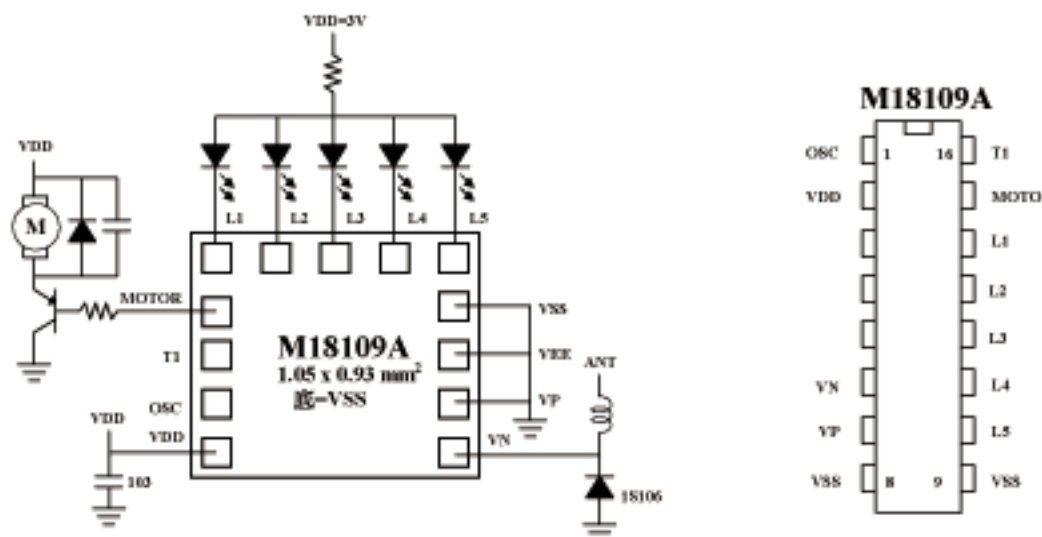 VDD=3V
VDD
M
L1 L2 L3 L4 L5
MOTOR
T1
OSC
VDD
VDD
103
M18109A
1.05 x 0.93 mm²
底=VSS
VSS
VEE
VP
VN
ANT
1S106
M18109A
OSC 1 16 T1
VDD MOTO
L1
L2
L3
VN L4
VP L5
VSS 8 9 VSS